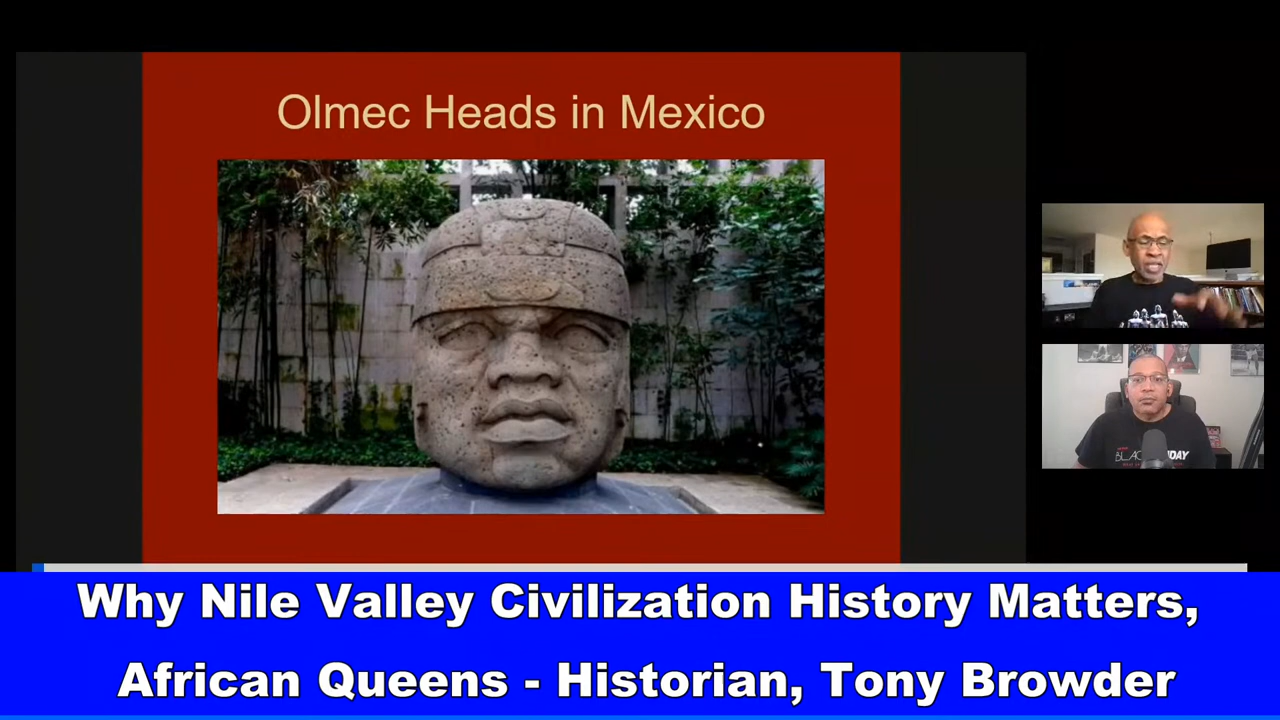 Olmec Heads in Mexico
Why Nile Valley Civilization History Matters,
African Queens - Historian, Tony Browder